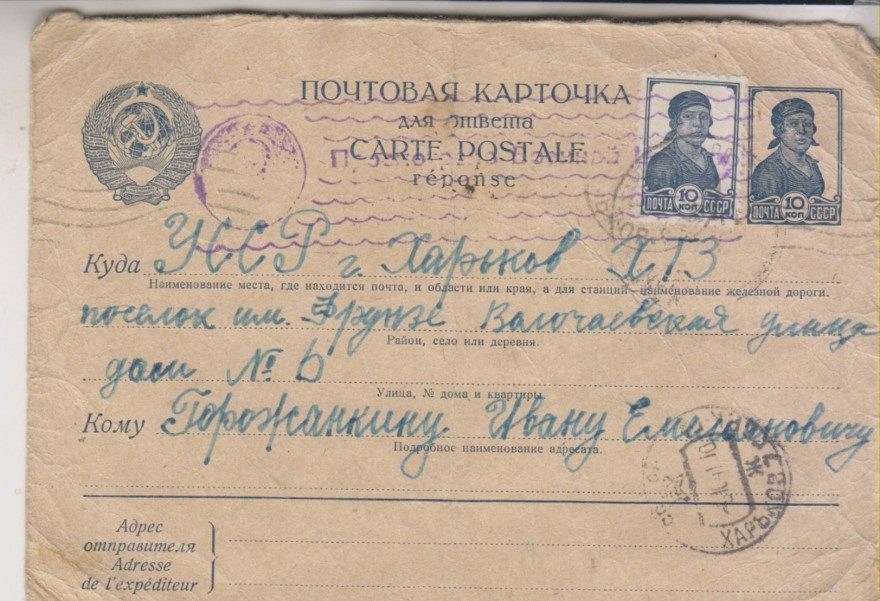 ПОЧТОВАЯ КАРТОЧКА
для ответа
CARTE POSTALE
réponse
10 КОП
ПОЧТА СССР
10 КОП
ПОЧТА СССР
Куда УССР г. Харьков ХТЗ
Наименование места, где находится почта, и области или края, а для станций наименование железной дороги.
поселок им. Фрунзе Волочаевская улица
Район, село или деревня.
дом № 6
Улица, № дома и квартиры.
Кому Горожанкину Ивану Емельяновичу
Подробное наименование адресата.
Адрес
отправителя
Adresse
de l'expéditeur